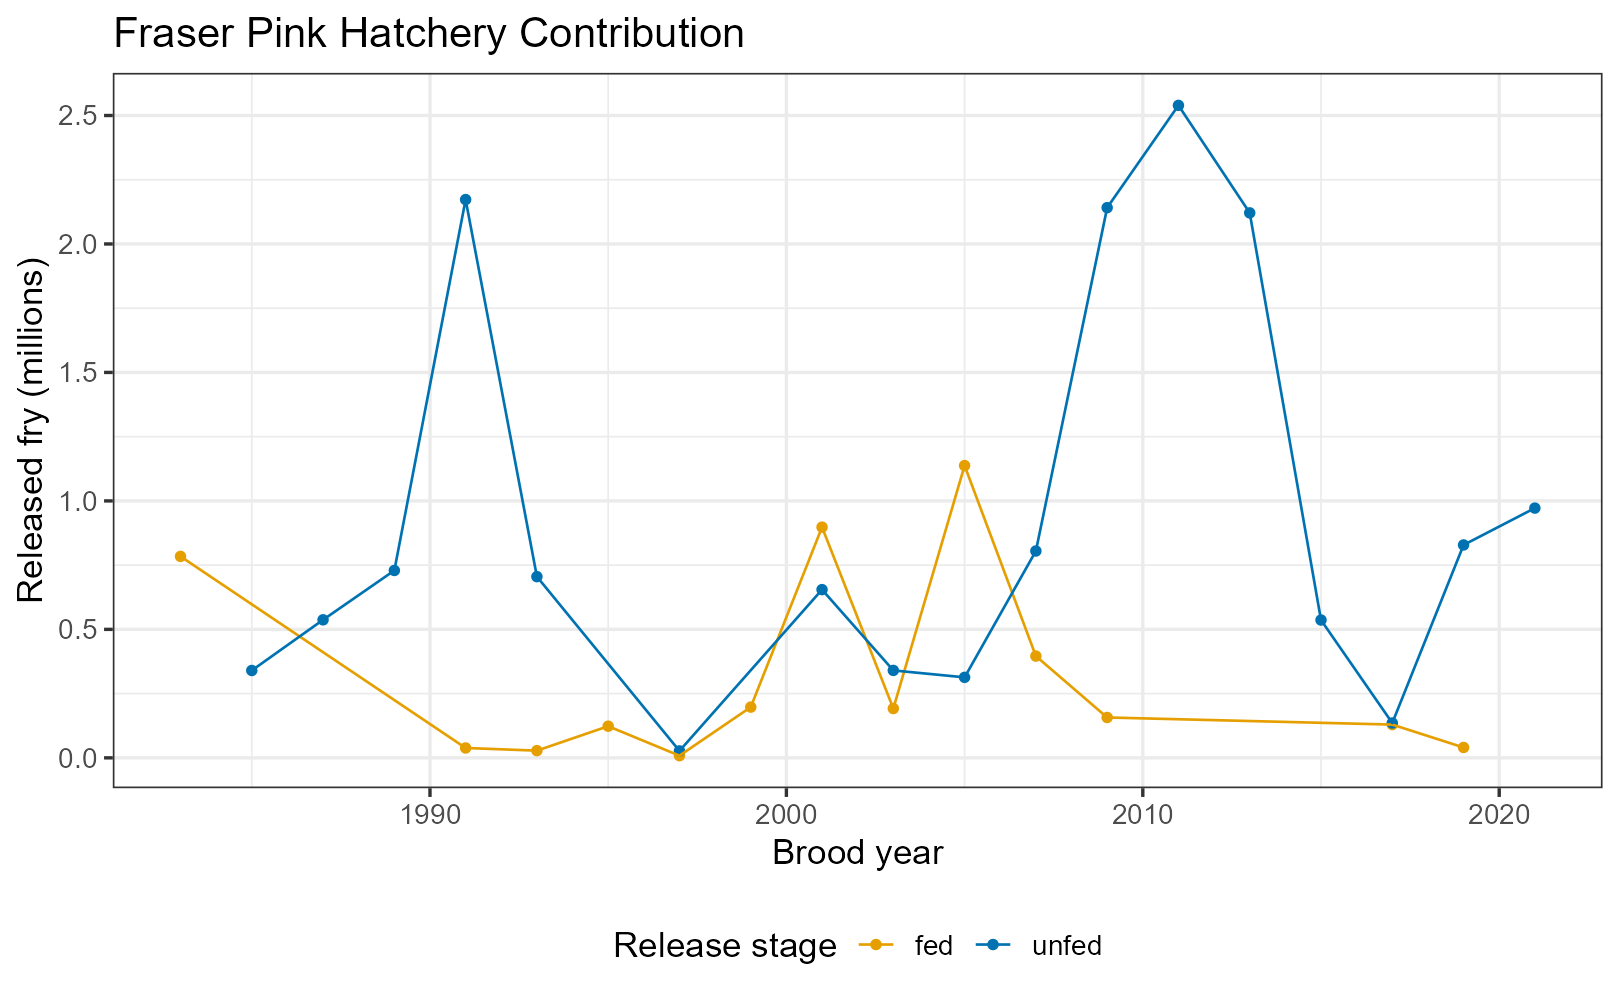 Fraser Pink Hatchery Contribution
Released fry (millions)
2.5
2.0
1.5
1.0
0.5
0.0
1990 2000 2010 2020
Brood year
Release stage fed unfed